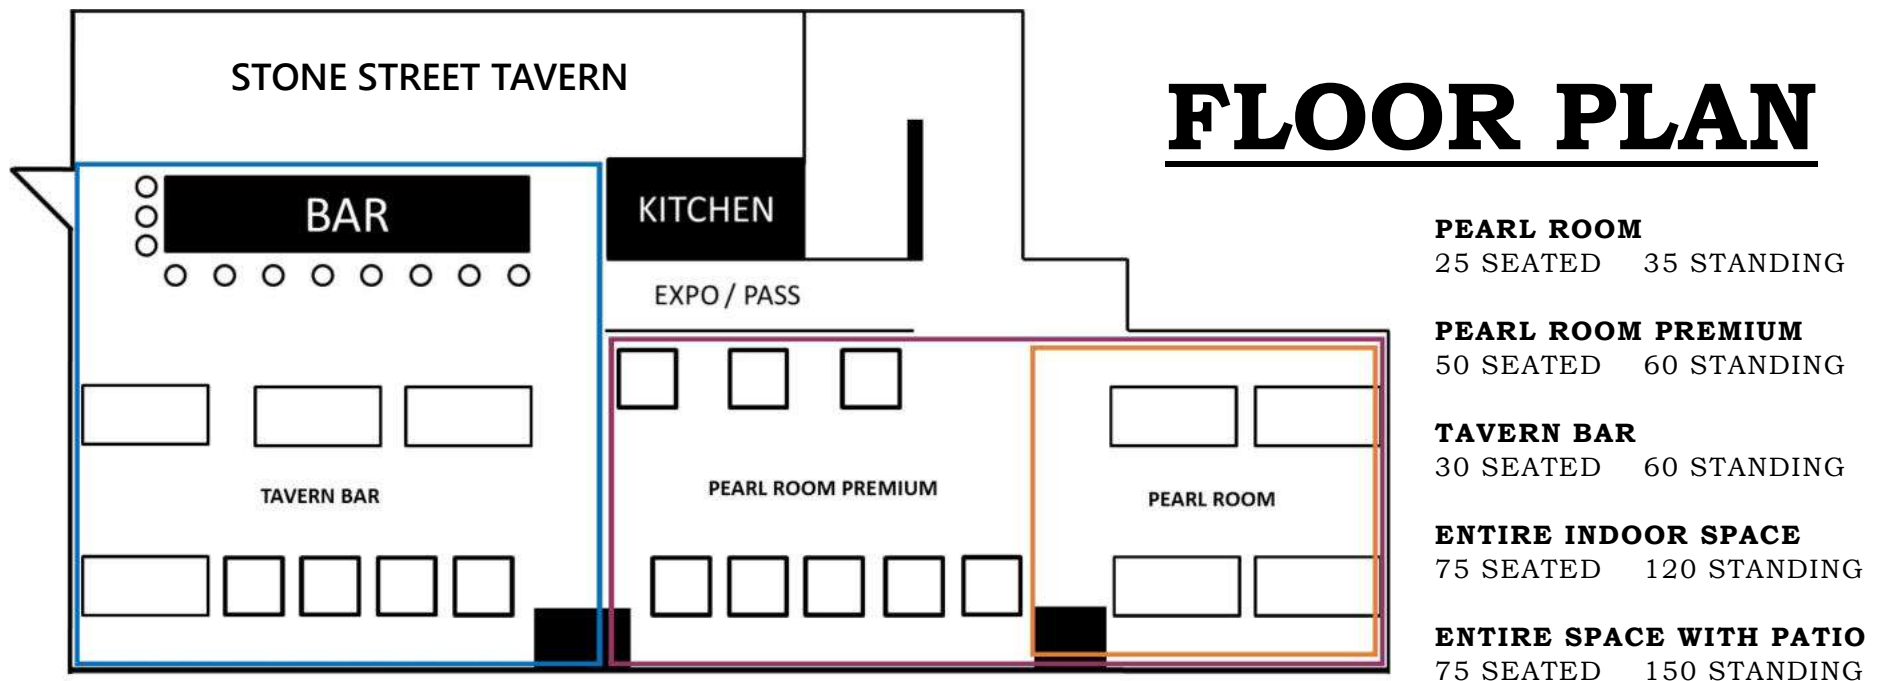 STONE STREET TAVERN
FLOOR PLAN
BAR
KITCHEN
EXPO / PASS
TAVERN BAR
PEARL ROOM PREMIUM
PEARL ROOM
PEARL ROOM
25 SEATED 35 STANDING
PEARL ROOM PREMIUM
50 SEATED 60 STANDING
TAVERN BAR
30 SEATED 60 STANDING
ENTIRE INDOOR SPACE
75 SEATED 120 STANDING
ENTIRE SPACE WITH PATIO
75 SEATED 150 STANDING